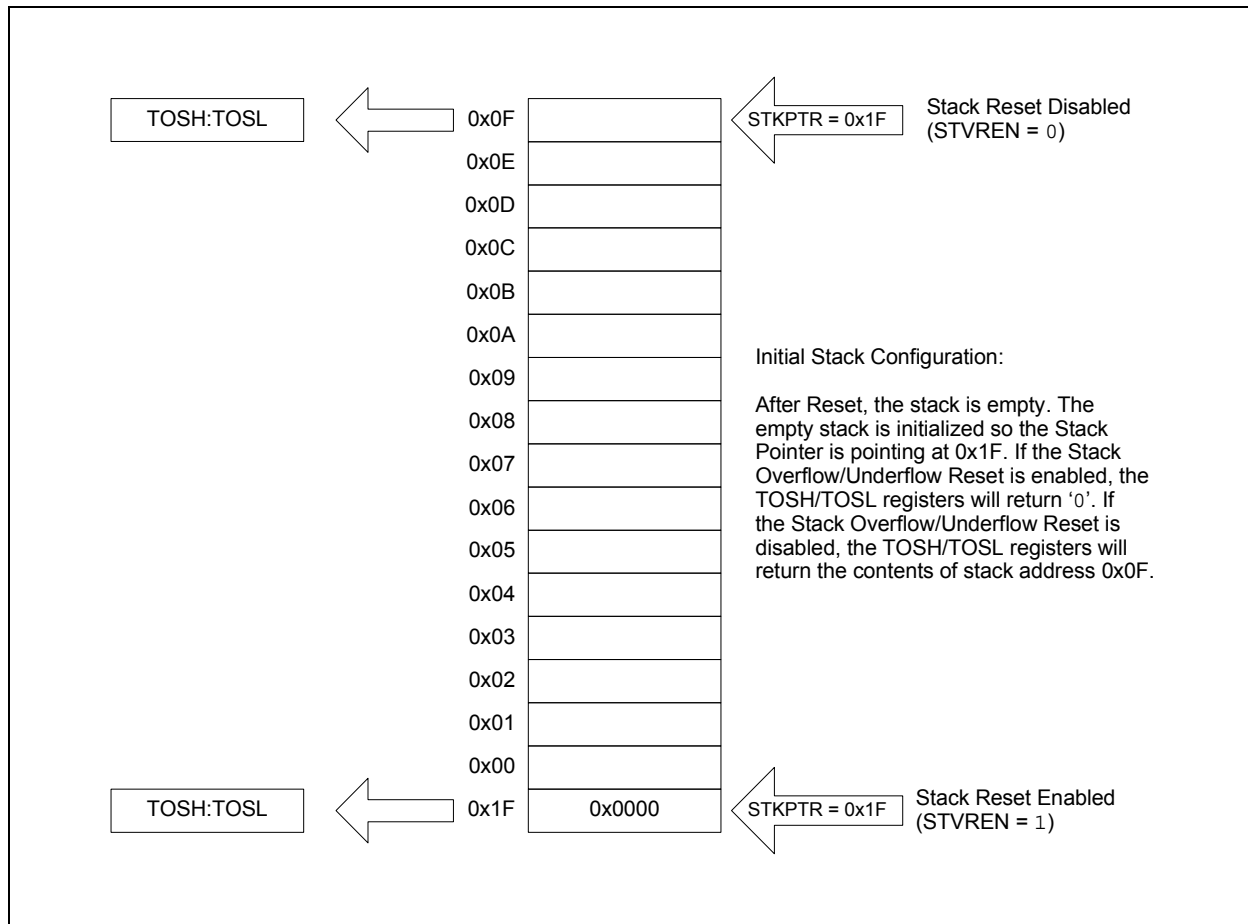 TOSH:TOSL
0x0F
STKPTR = 0x1F
Stack Reset Disabled
(STVREN = 0)
0x0E
0x0D
0x0C
0x0B
0x0A
0x09
0x08
0x07
0x06
0x05
0x04
0x03
0x02
0x01
0x00
Initial Stack Configuration:
After Reset, the stack is empty. The
empty stack is initialized so the Stack
Pointer is pointing at 0x1F. If the Stack
Overflow/Underflow Reset is enabled, the
TOSH/TOSL registers will return ‘0’. If
the Stack Overflow/Underflow Reset is
disabled, the TOSH/TOSL registers will
return the contents of stack address 0x0F.
TOSH:TOSL
0x1F
0x0000
STKPTR = 0x1F
Stack Reset Enabled
(STVREN = 1)